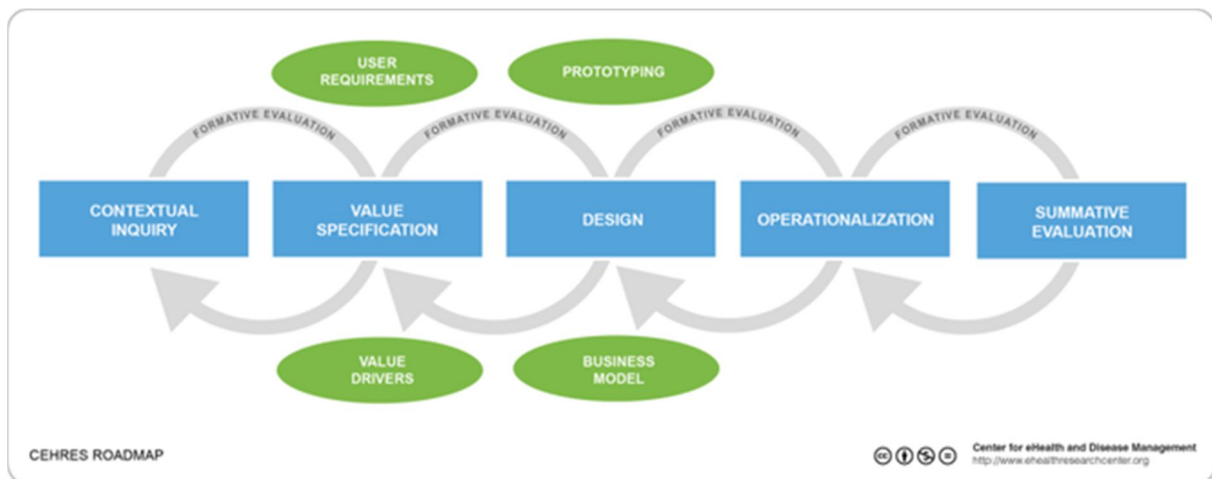 USER
REQUIREMENTS
PROTOTYPING
FORMATIVE EVALUATION
FORMATIVE EVALUATION
FORMATIVE EVALUATION
FORMATIVE EVALUATION
CONTEXTUAL
INQUIRY
VALUE
SPECIFICATION
DESIGN
OPERATIONALIZATION
SUMMATIVE
EVALUATION
VALUE
DRIVERS
BUSINESS
MODEL
CEHRES ROADMAP
cc
Center for eHealth and Disease Management
http://www.ehealthresearchcenter.org